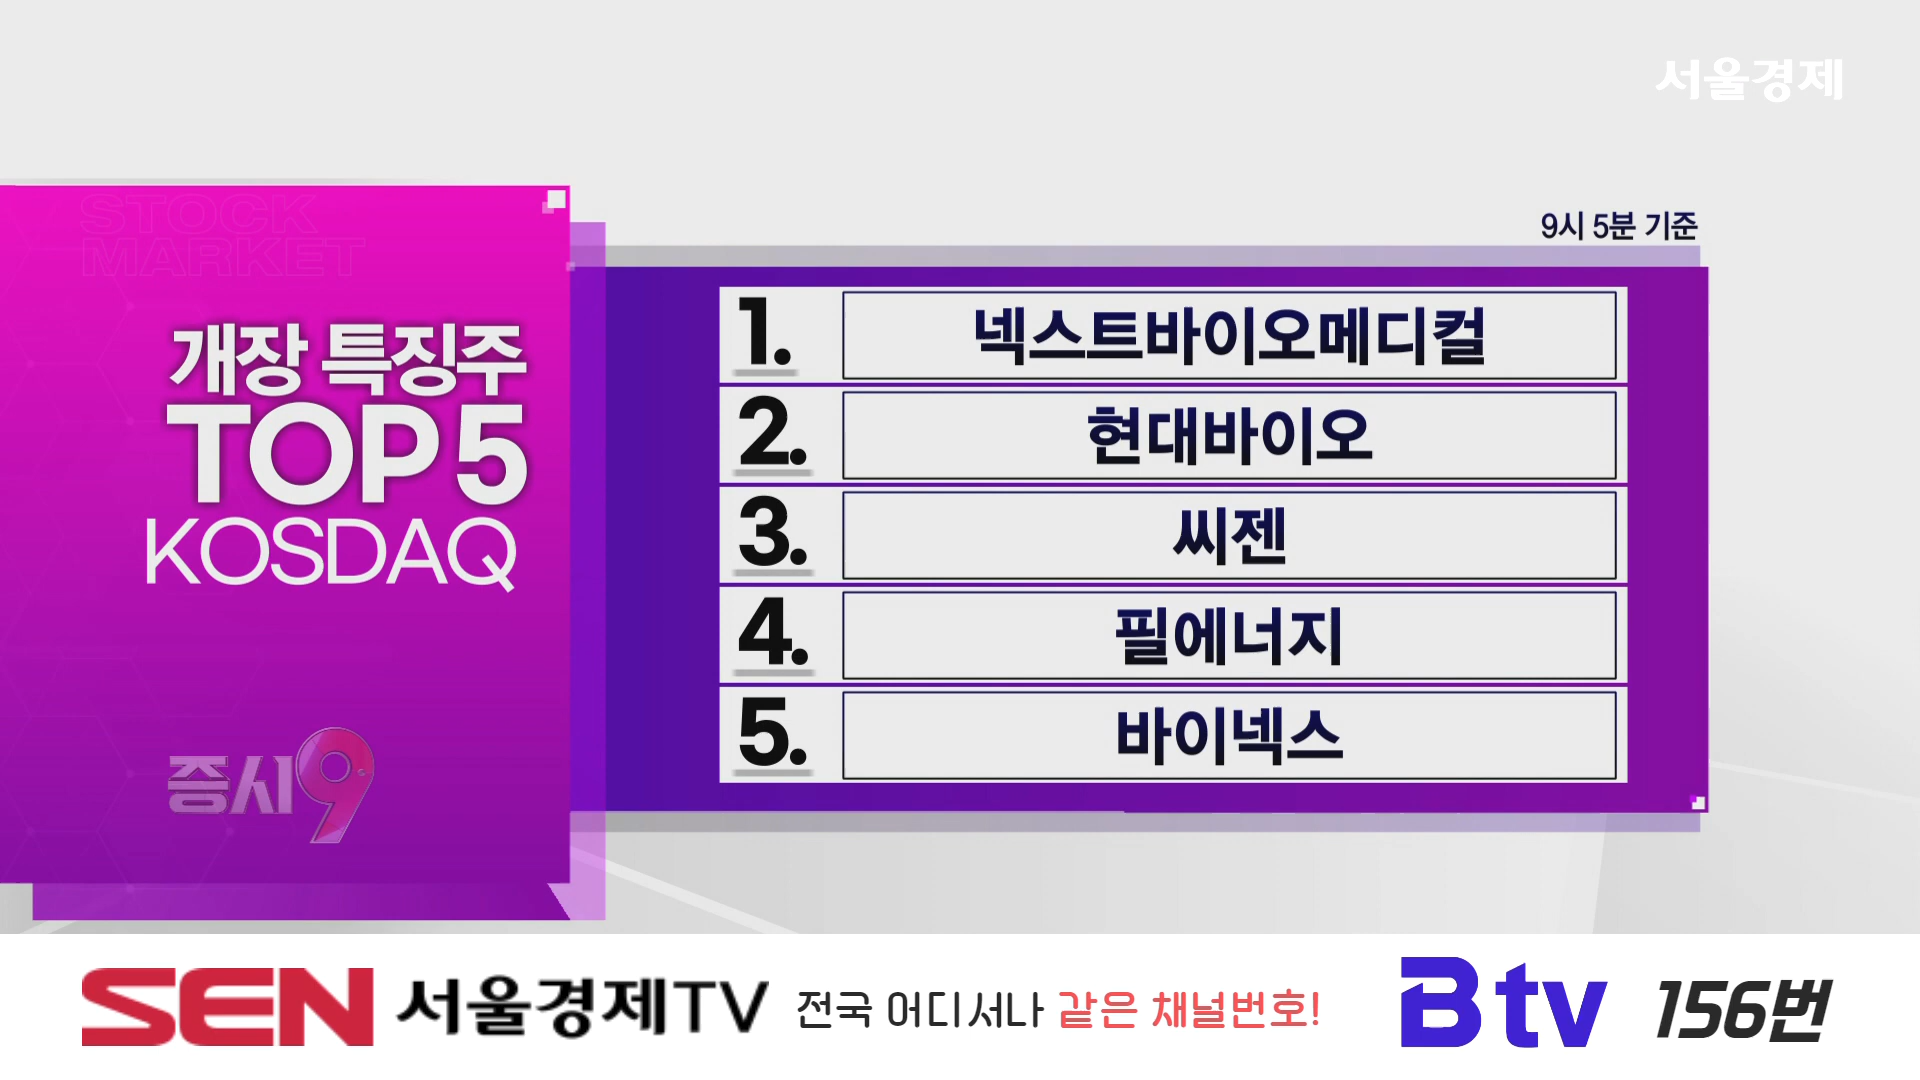 서울경제
STOCK
MARKET
개장 특징주
TOP 5
KOSDAQ
증시9
9시 5분 기준
1. 넥스트바이오메디컬
2. 현대바이오
3. 씨젠
4. 필에너지
5. 바이넥스
SEN 서울경제TV 전국 어디서나 같은 채널번호! B tv 156번